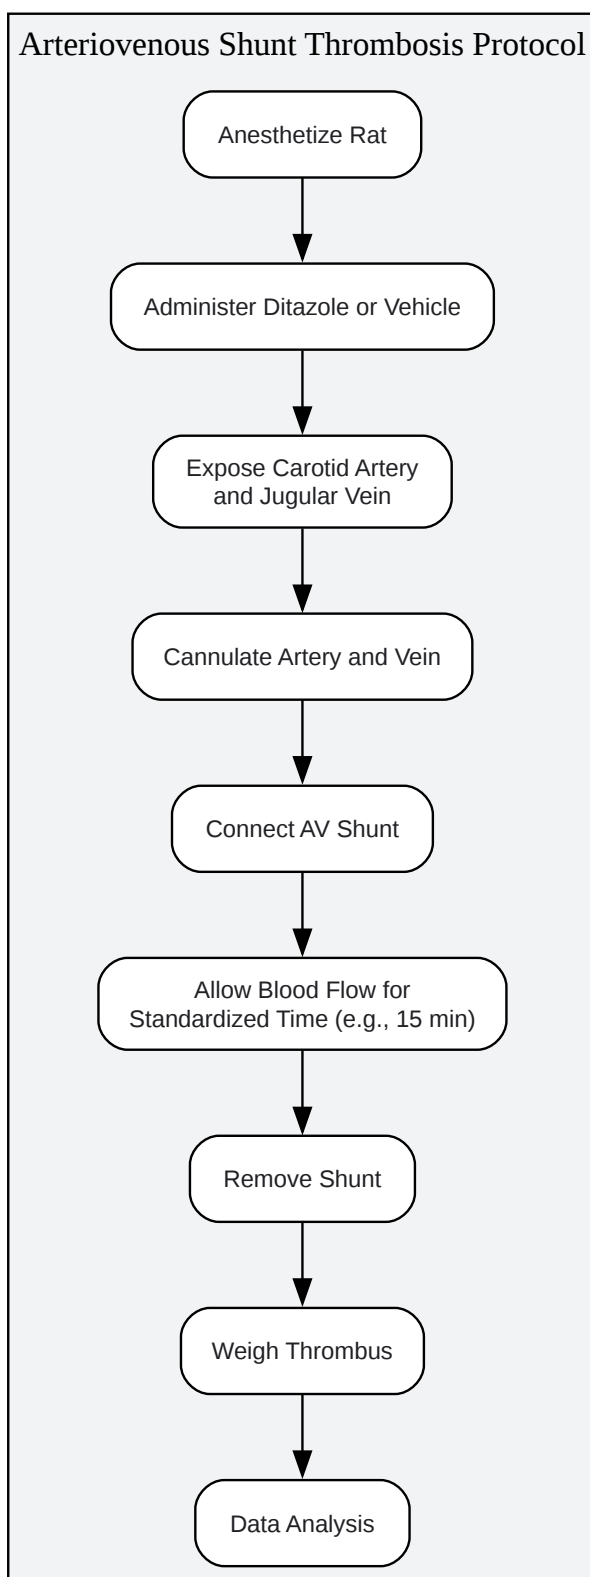 Arteriovenous Shunt Thrombosis Protocol
Anesthetize Rat
Administer Ditazole or Vehicle
Expose Carotid Artery
and Jugular Vein
Cannulate Artery and Vein
Connect AV Shunt
Allow Blood Flow for
Standardized Time (e.g., 15 min)
Remove Shunt
Weigh Thrombus
Data Analysis